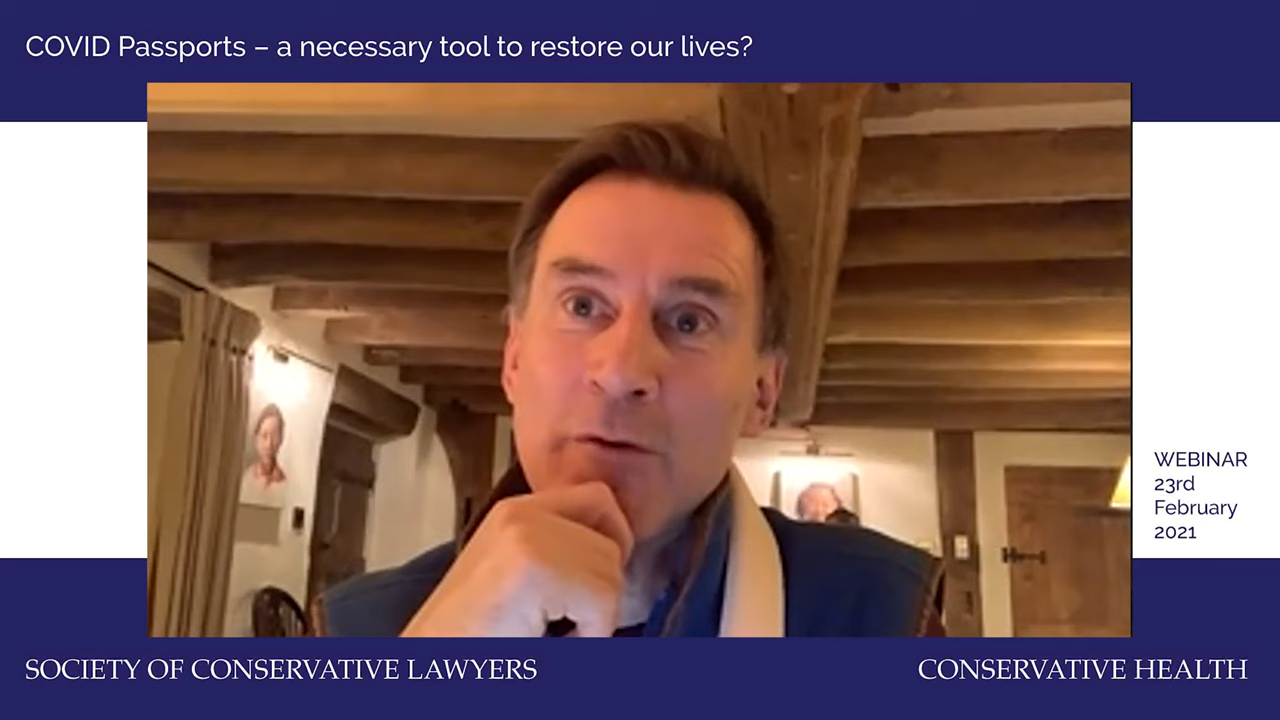 COVID Passports – a necessary tool to restore our lives?
WEBINAR
23rd
February
2021
SOCIETY OF CONSERVATIVE LAWYERS
CONSERVATIVE HEALTH